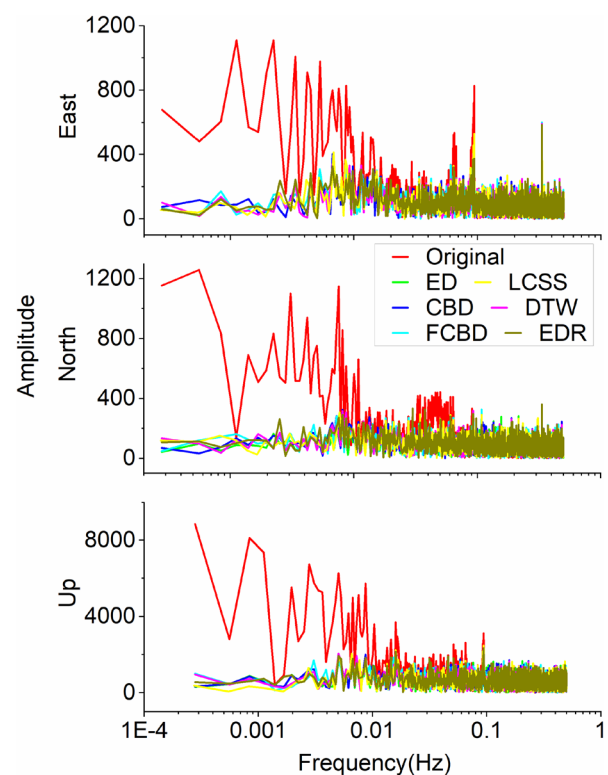 1200
800
400
0
East
Original
ED LCSS
CBD DTW
FCBD EDR
1200
800
400
0
North
Amplitude
8000
4000
0
Up
1E-4 0.001 0.01 0.1 1
Frequency(Hz)